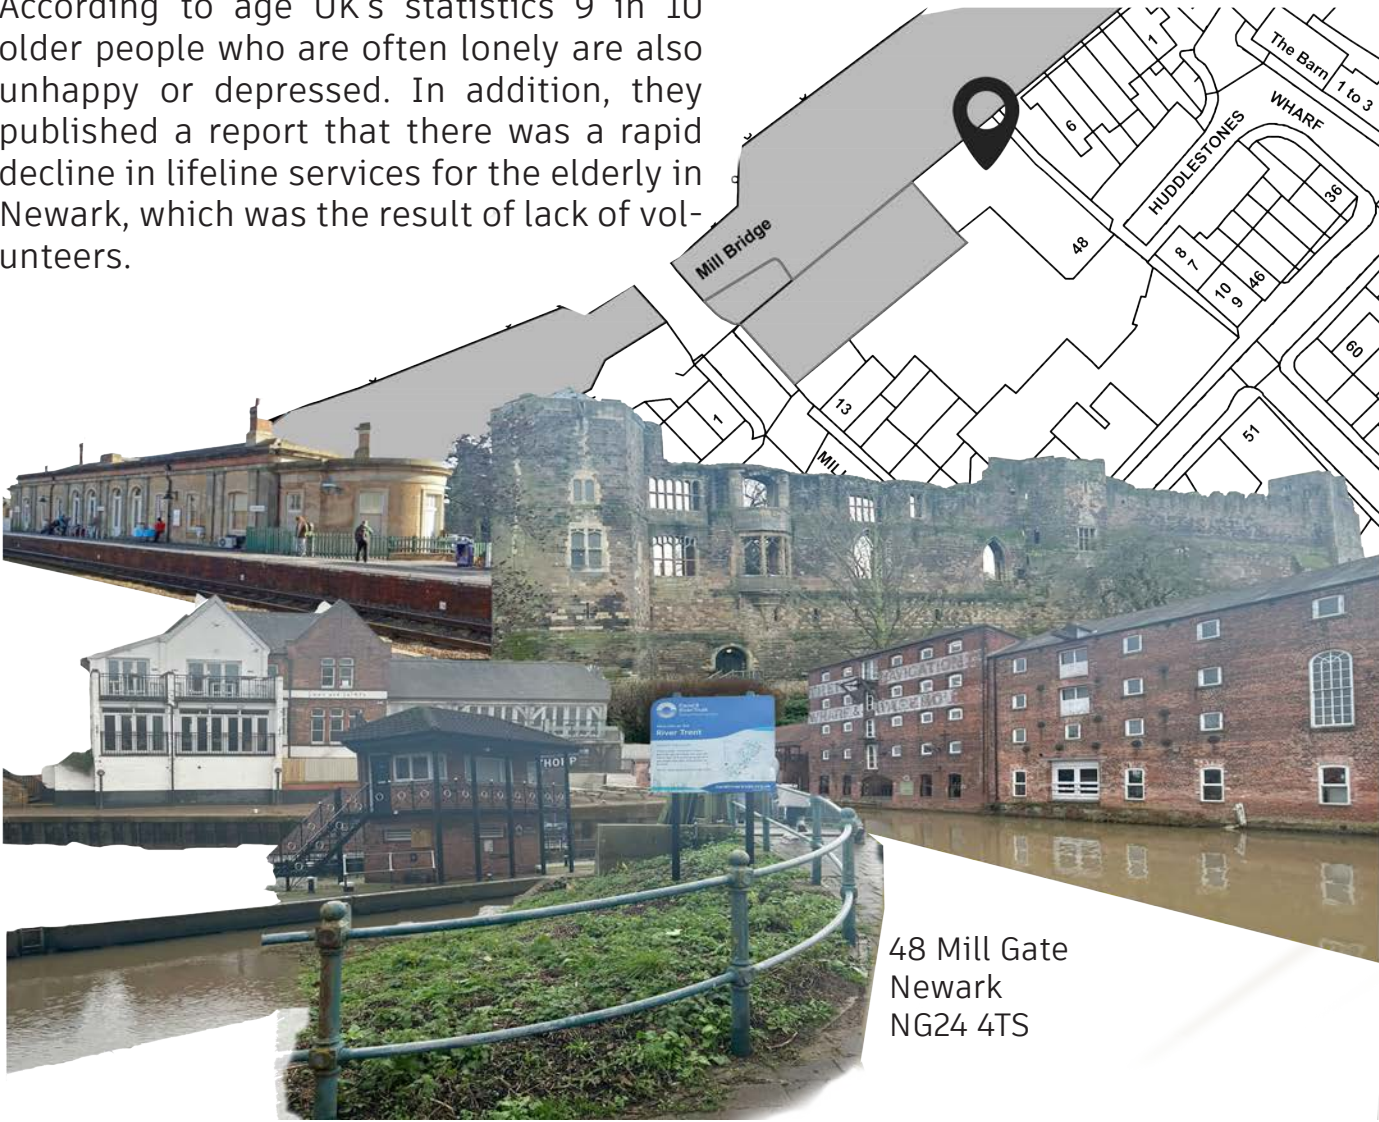 According to age UK's statistics 9 in 10
older people who are often lonely are also
unhappy or depressed. In addition, they
published a report that there was a rapid
decline in lifeline services for the elderly in
Newark, which was the result of lack of vol-
unteers.
The Barn
1 to 3
1
6
WHARF
HUDDLESTONES
36
48
Mill Bridge
8
7
10
9
46
60
13
1
51
MILL
River Trent
NAVIGATION
48 Mill Gate
Newark
NG24 4TS